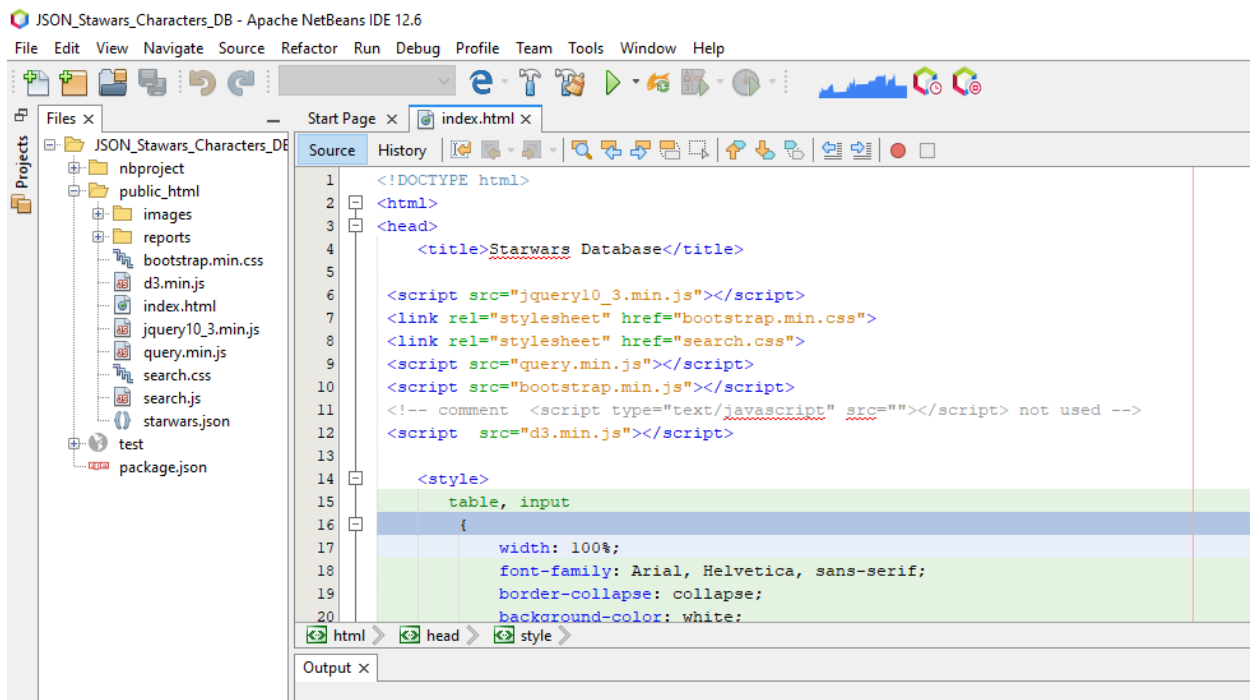 JSON_Stawars_Characters_DB - Apache NetBeans IDE 12.6
File Edit View Navigate Source Refactor Run Debug Profile Team Tools Window Help
Projects
Files
JSON_Stawars_Characters_DB
nbproject
public_html
images
reports
bootstrap.min.css
d3.min.js
index.html
jquery10_3.min.js
query.min.js
search.css
search.js
starwars.json
test
package.json
Start Page index.html
Source History
1 <!DOCTYPE html>
2 <html>
3 <head>
4 <title>Starwars Database</title>
5
6 <script src="jquery10_3.min.js"></script>
7 <link rel="stylesheet" href="bootstrap.min.css">
8 <link rel="stylesheet" href="search.css">
9 <script src="query.min.js"></script>
10 <script src="bootstrap.min.js"></script>
11 <!-- comment <script type="text/javascript" src=""></script> not used -->
12 <script src="d3.min.js"></script>
13
14 <style>
15 table, input
16 {
17 width: 100%;
18 font-family: Arial, Helvetica, sans-serif;
19 border-collapse: collapse;
20 background-color: white;
html head style
Output